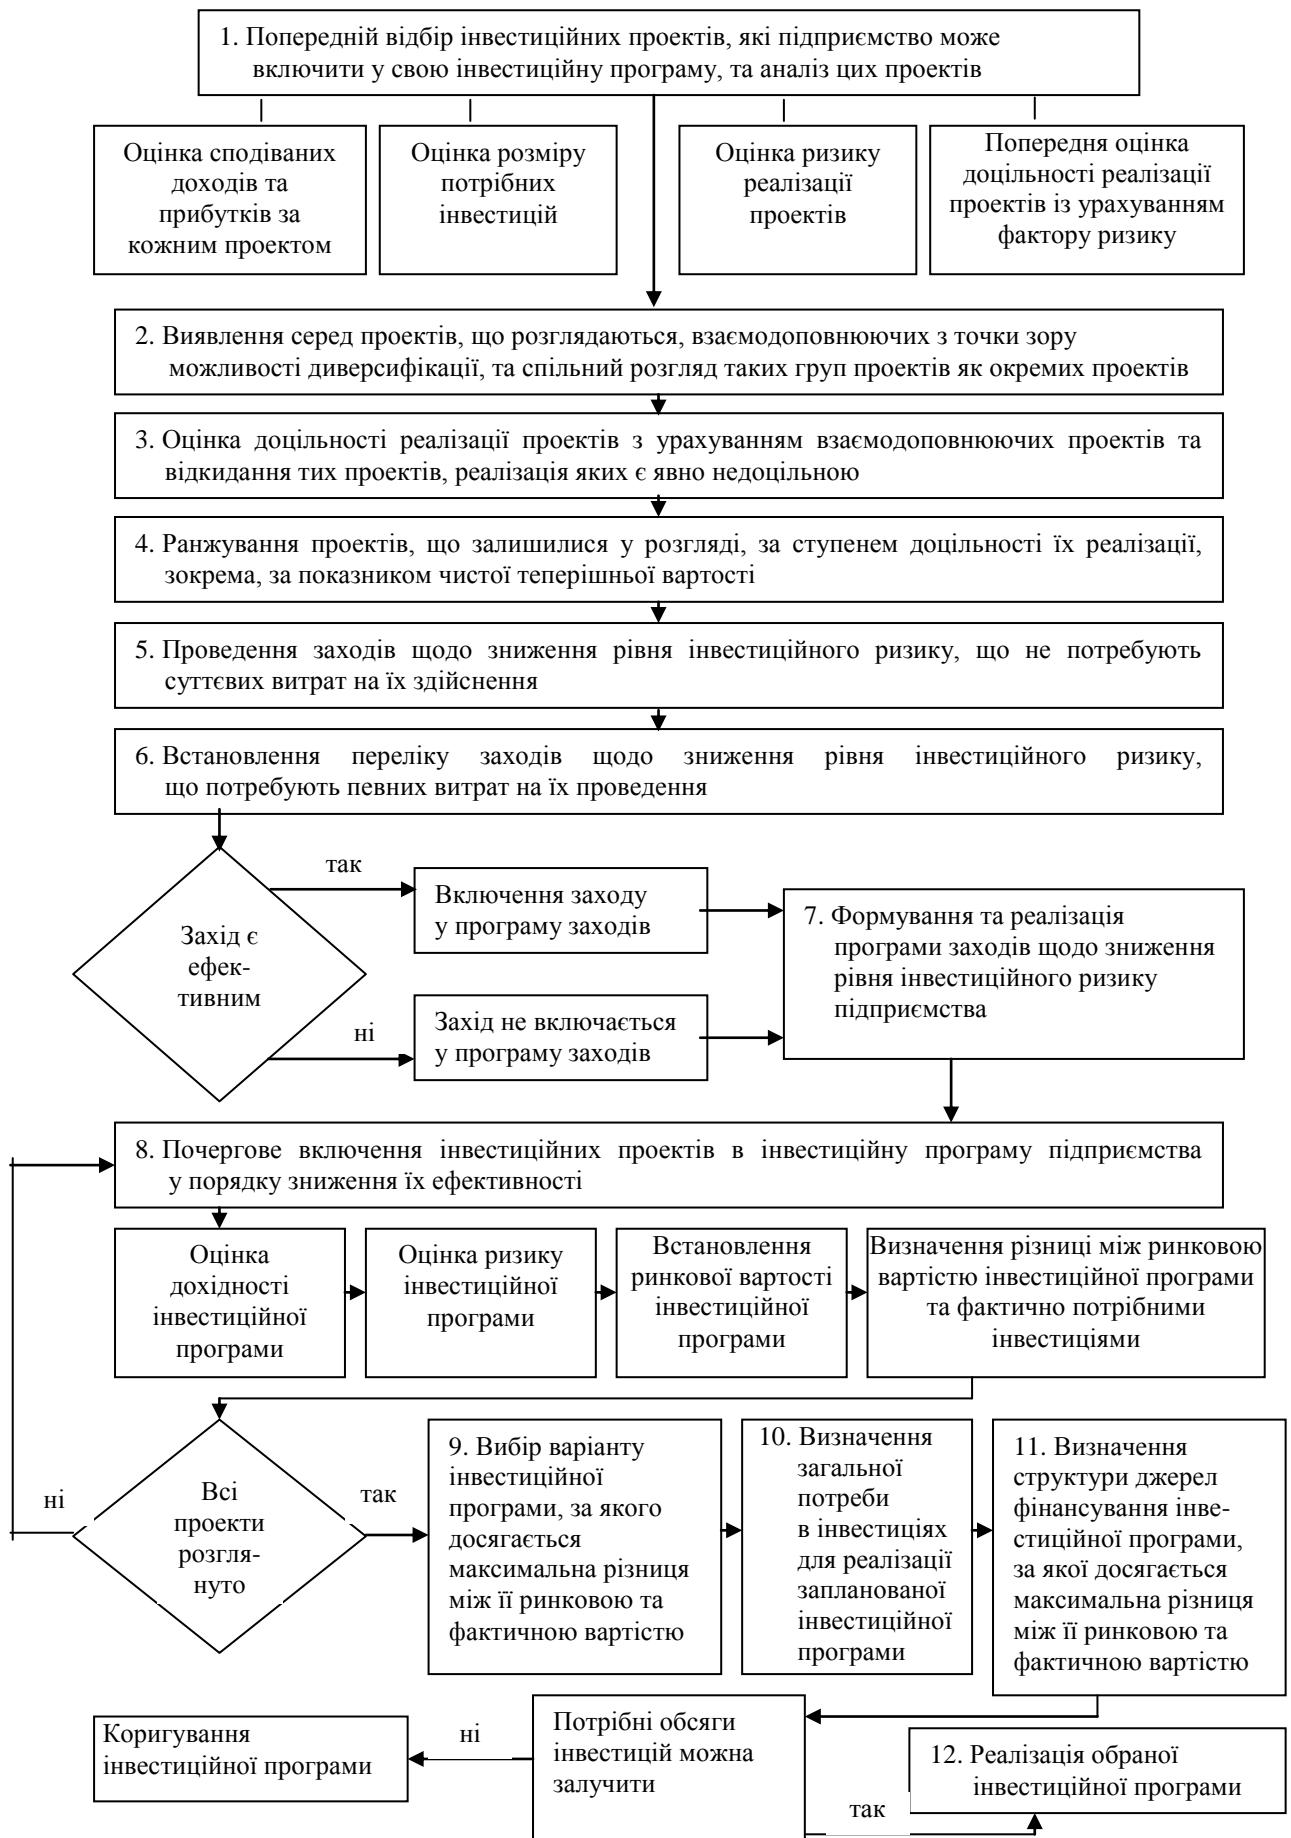 1. Попередній відбір інвестиційних проектів, які підприємство може
включити у свою інвестиційну програму, та аналіз цих проектів
Оцінка сподіваних
доходів та
прибутків за
кожним проектом
Оцінка розміру
потрібних
інвестицій
Оцінка ризику
реалізації
проектів
Попередня оцінка
доцільності реалізації
проектів із урахуванням
фактору ризику
2. Виявлення серед проектів, що розглядаються, взаємодоповнюючих з точки зору
можливості диверсифікації, та спільний розгляд таких груп проектів як окремих проектів
3. Оцінка доцільності реалізації проектів з урахуванням взаємодоповнюючих проектів та
відкидання тих проектів, реалізація яких є явно недоцільною
4. Ранжування проектів, що залишилися у розгляді, за ступенем доцільності їх реалізації,
зокрема, за показником чистої теперішньої вартості
5. Проведення заходів щодо зниження рівня інвестиційного ризику, що не потребують
суттєвих витрат на їх здійснення
6. Встановлення переліку заходів щодо зниження рівня інвестиційного ризику,
що потребують певних витрат на їх проведення
Захід є
ефек-
тивним
так
Включення заходу
у програму заходів
ні
Захід не включається
у програму заходів
7. Формування та реалізація
програми заходів щодо зниження
рівня інвестиційного ризику
підприємства
8. Почергове включення інвестиційних проектів в інвестиційну програму підприємства
у порядку зниження їх ефективності
Оцінка
дохідності
інвестиційної
програми
Оцінка ризику
інвестиційної
програми
Встановлення
ринкової вартості
інвестиційної
програми
Визначення різниці між ринковою
вартістю інвестиційної програми
та фактично потрібними
інвестиціями
ні
Всі
проекти
розгля-
нуто
так
9. Вибір варіанту
інвестиційної
програми, за якого
досягається
максимальна різниця
між її ринковою та
фактичною вартістю
10. Визначення
загальної
потреби
в інвестиціях
для реалізації
запланованої
інвестиційної
програми
11. Визначення
структури джерел
фінансування інве-
стиційної програми,
за якої досягається
максимальна різниця
між її ринковою та
фактичною вартістю
Коригування
інвестиційної програми
ні
Потрібні обсяги
інвестицій можна
залучити
так
12. Реалізація обраної
інвестиційної програми